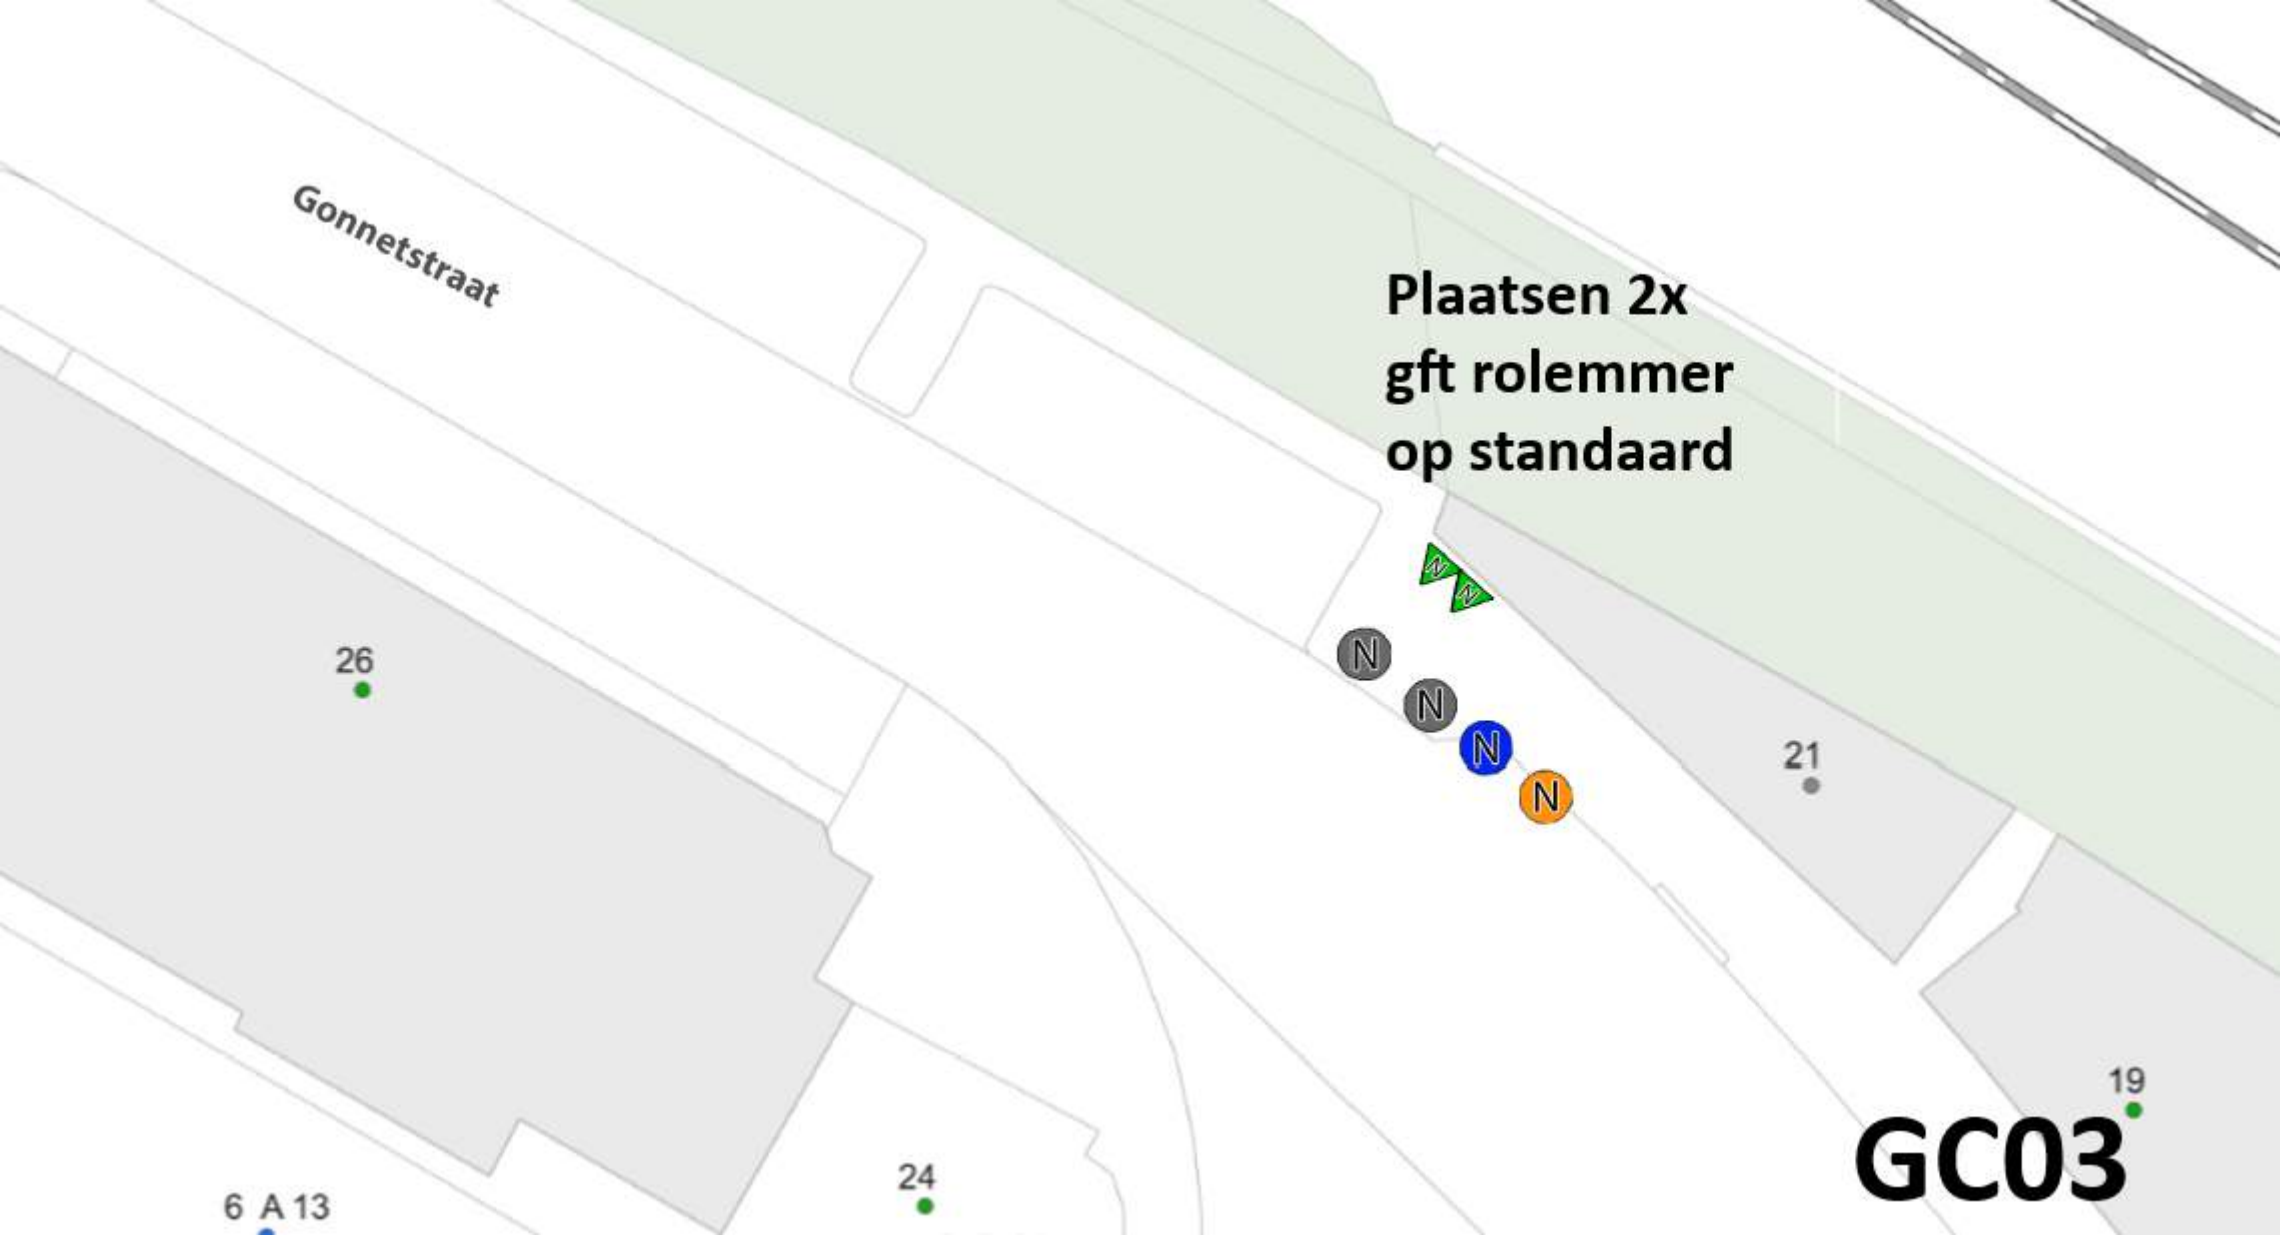 Gonnetstraat
Plaatsen 2x
gft rolemmer
op standaard
N
N
26
N
N
N
N
21
19
GC03
24
6 A 13